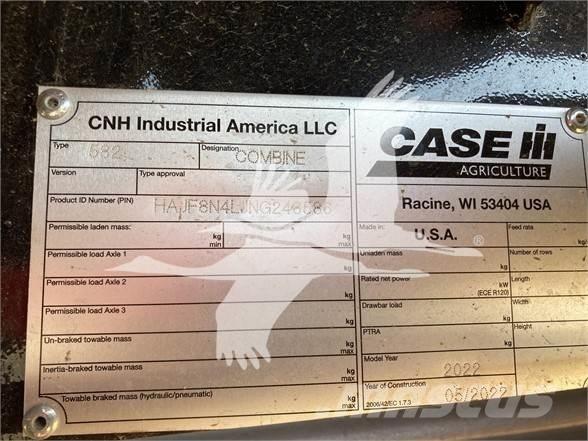 CNH Industrial America LLC
Type 582 Designation COMBINE
Version Type approval
Product ID Number (PIN)
Permissible laden mass: kg min kg max
Permissible load Axle 1 kg
Permissible load Axle 2 kg
Permissible load Axle 3 kg
Un-braked towable mass kg max
Inertia-braked towable mass: kg max
Towable braked mass (hydraulic/pneumatic) kg max
CASE IH
AGRICULTURE
Racine, WI 53404 USA
Made in: U.S.A. Feed rate kg/
Unladen mass: kg Number of rows
Rated net power kW (ECE R120) Length
Drawbar load kg Width
PTRA kg Height
Model Year 2022
Year of Construction 05/2022
2006/42/EC 1.7.3
®